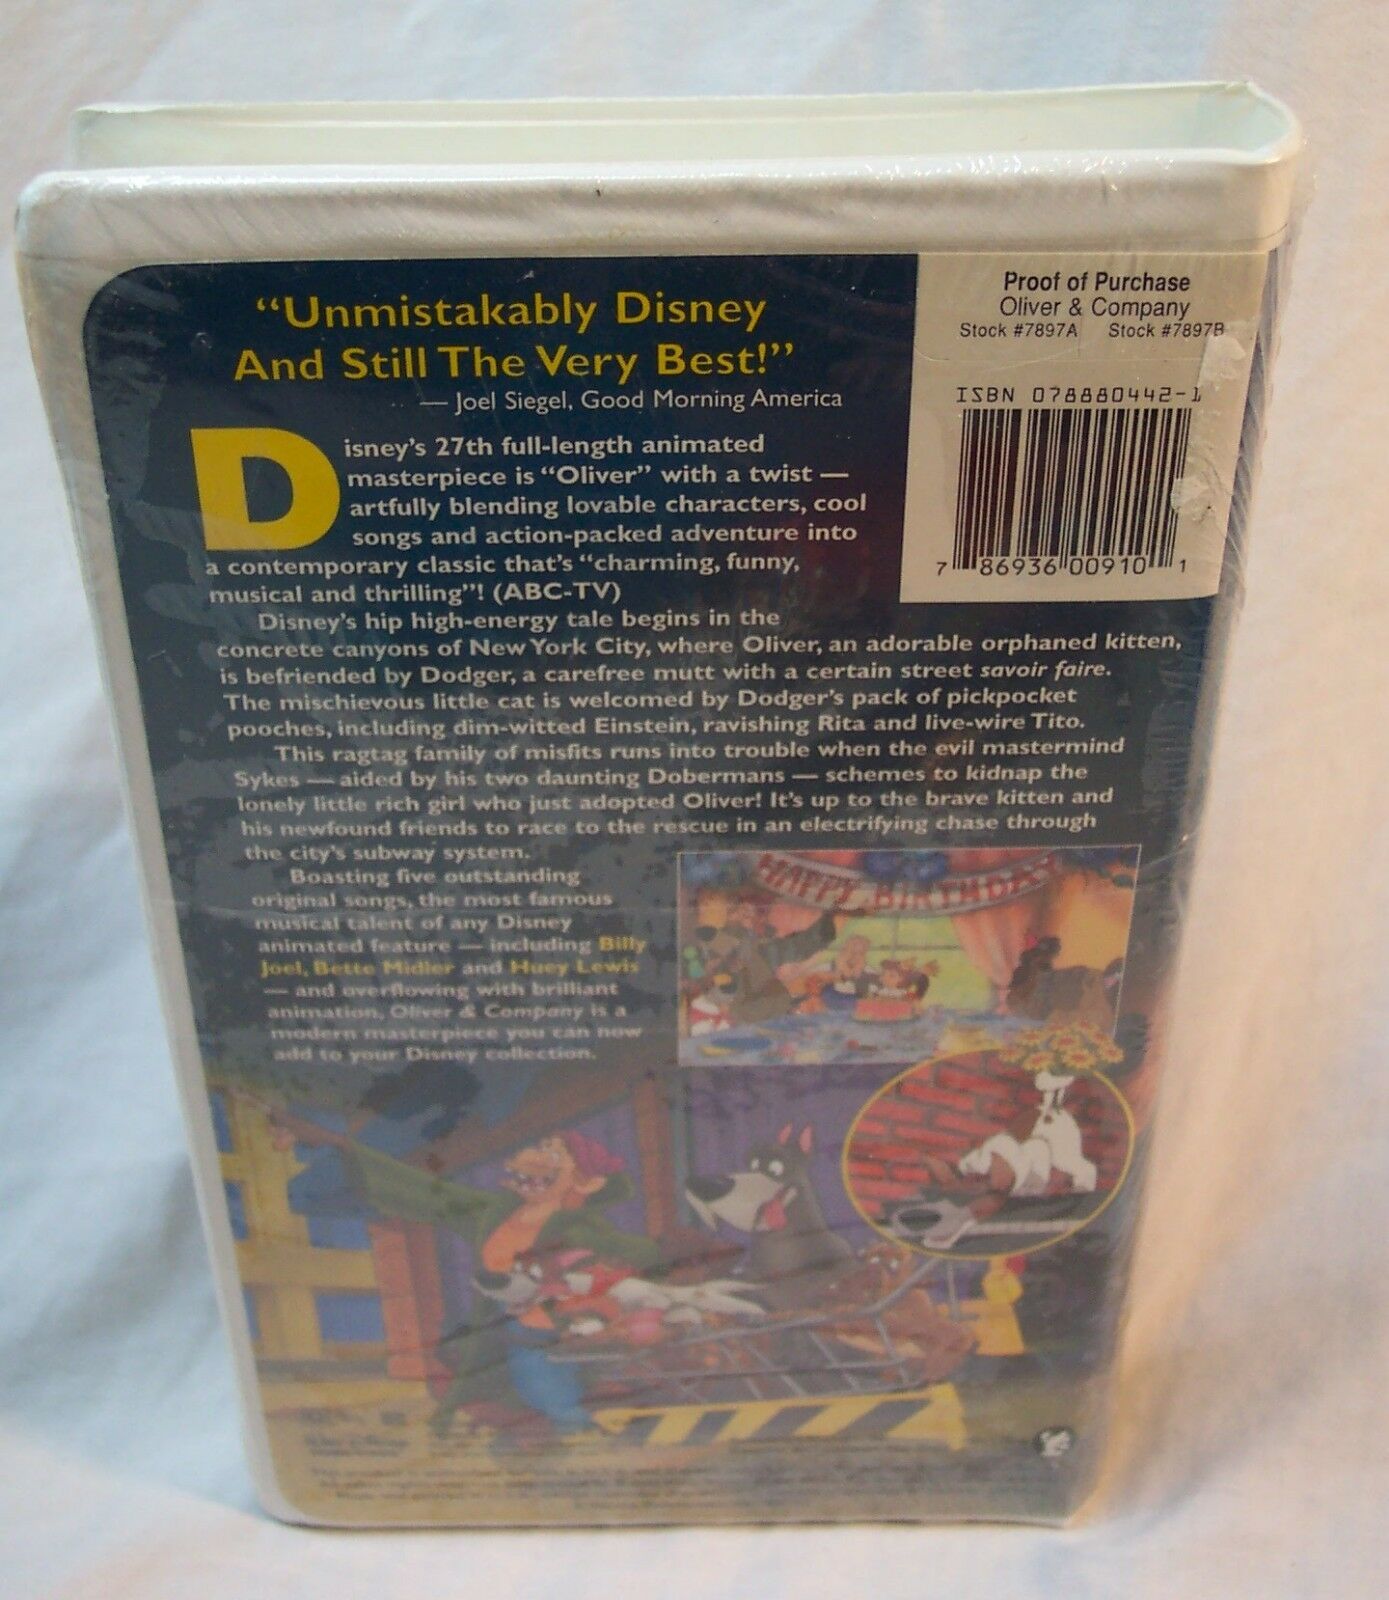 "Unmistakably Disney
And Still The Very Best!"
— Joel Siegel, Good Morning America
Proof of Purchase
Oliver & Company
Stock #7897A Stock #7897B
ISBN 078880442-1
7 86936 00910 1
Disney's 27th full-length animated
masterpiece is "Oliver" with a twist —
artfully blending lovable characters, cool
songs and action-packed adventure into
a contemporary classic that's "charming, funny,
musical and thrilling"! (ABC-TV)
Disney's hip high-energy tale begins in the
concrete canyons of New York City, where Oliver, an adorable orphaned kitten,
is befriended by Dodger, a carefree mutt with a certain street savoir faire.
The mischievous little cat is welcomed by Dodger's pack of pickpocket
pooches, including dim-witted Einstein, ravishing Rita and live-wire Tito.
This ragtag family of misfits runs into trouble when the evil mastermind
Sykes — aided by his two daunting Dobermans — schemes to kidnap the
lonely little rich girl who just adopted Oliver! It's up to the brave kitten and
his newfound friends to race to the rescue in an electrifying chase through
the city's subway system.
Boasting five outstanding
original songs, the most famous
musical talent of any Disney
animated feature — including Billy
Joel, Bette Midler and Huey Lewis
— and overflowing with brilliant
animation, Oliver & Company is a
modern masterpiece you can now
add to your Disney collection.
HAPPY BIRTHDAY